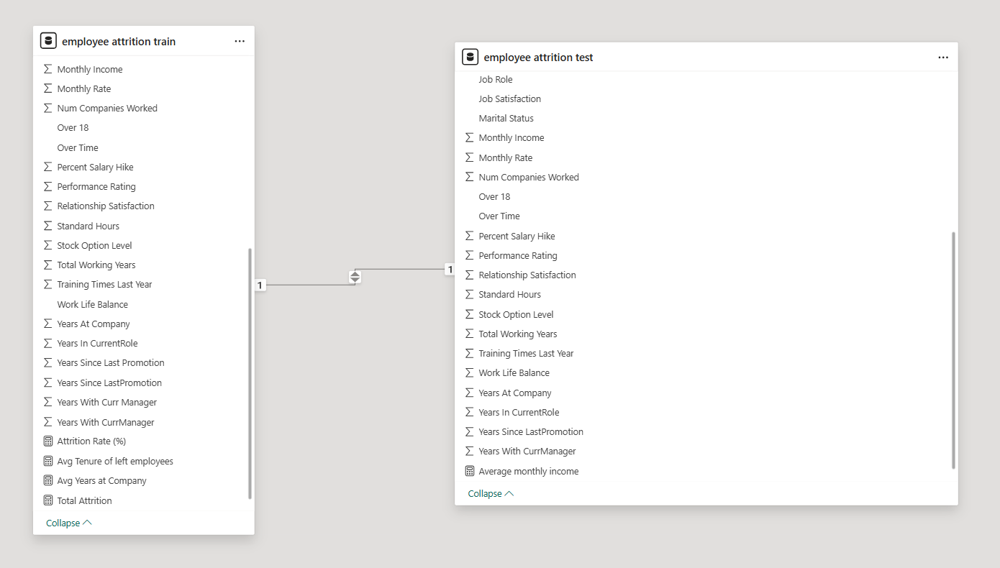 employee attrition train
Monthly Income
Monthly Rate
Num Companies Worked
Over 18
Over Time
Percent Salary Hike
Performance Rating
Relationship Satisfaction
Standard Hours
Stock Option Level
Total Working Years
Training Times Last Year
Work Life Balance
Years At Company
Years In CurrentRole
Years Since Last Promotion
Years Since LastPromotion
Years With Curr Manager
Years With CurrManager
Attrition Rate (%)
Avg Tenure of left employees
Avg Years at Company
Total Attrition
Collapse
1
1
employee attrition test
Job Role
Job Satisfaction
Marital Status
Monthly Income
Monthly Rate
Num Companies Worked
Over 18
Over Time
Percent Salary Hike
Performance Rating
Relationship Satisfaction
Standard Hours
Stock Option Level
Total Working Years
Training Times Last Year
Work Life Balance
Years At Company
Years In CurrentRole
Years Since LastPromotion
Years With CurrManager
Average monthly income
Collapse